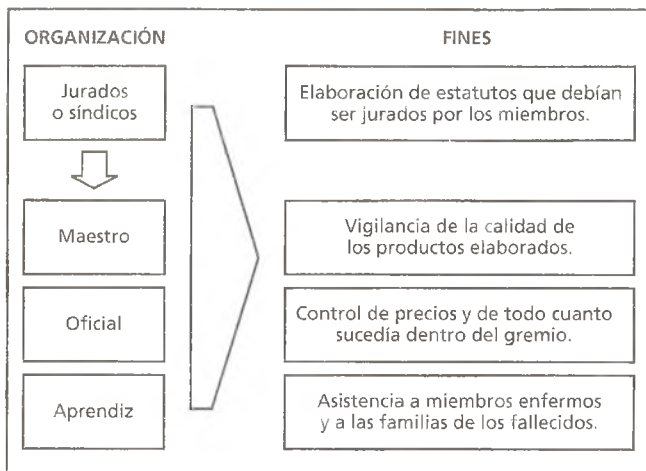 ORGANIZACIÓN
Jurados
o síndicos
Maestro
Oficial
Aprendiz
FINES
Elaboración de estatutos que debían
ser jurados por los miembros.
Vigilancia de la calidad de
los productos elaborados.
Control de precios y de todo cuanto
sucedía dentro del gremio.
Asistencia a miembros enfermos
y a las familias de los fallecidos.